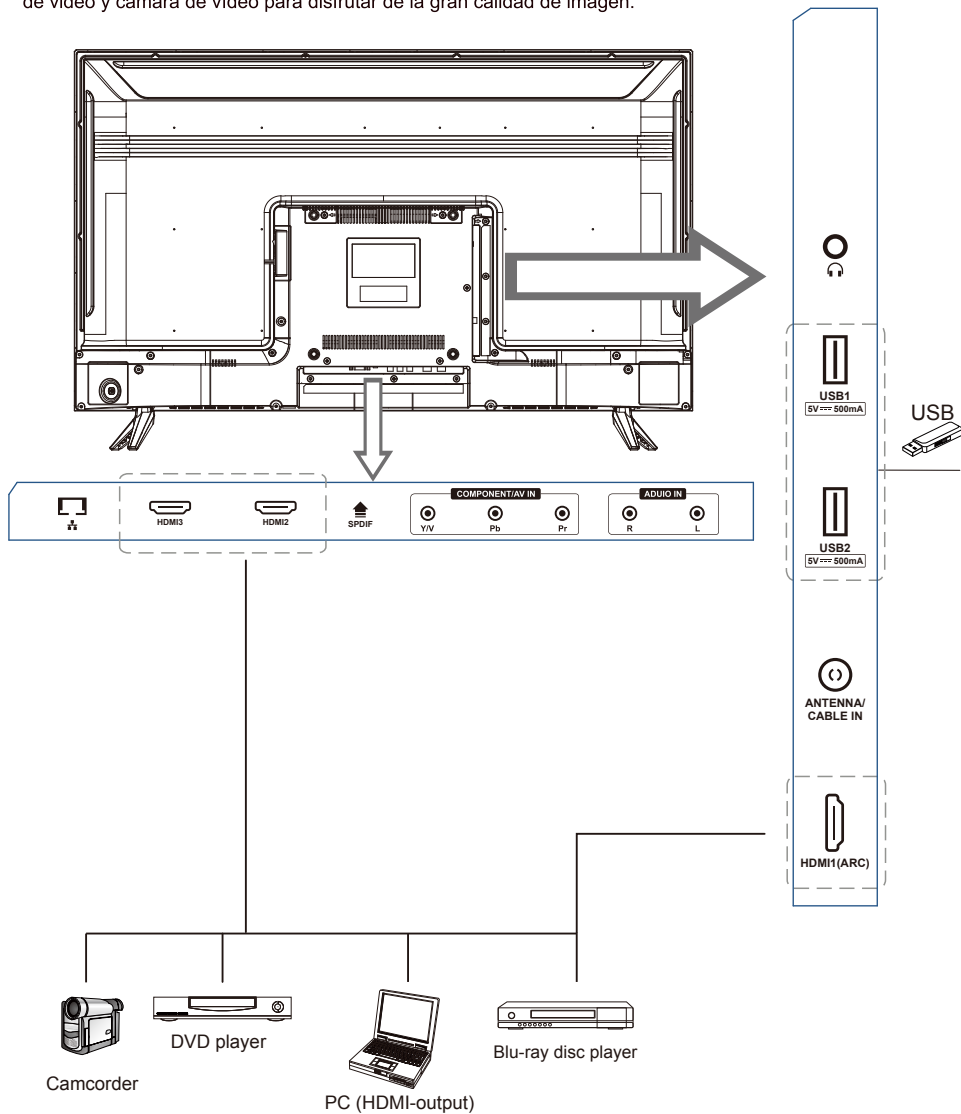 de video y cámara de video para disfrutar de la gran calidad de imagen.
USB1
5V 500mA
USB
USB2
5V 500mA
ANTENNA/
CABLE IN
HDMI1(ARC)
HDMI3
HDMI2
SPDIF
COMPONENT/AV IN
Y/V
Pb
Pr
ADUIO IN
R
L
Camcorder
DVD player
PC (HDMI-output)
Blu-ray disc player